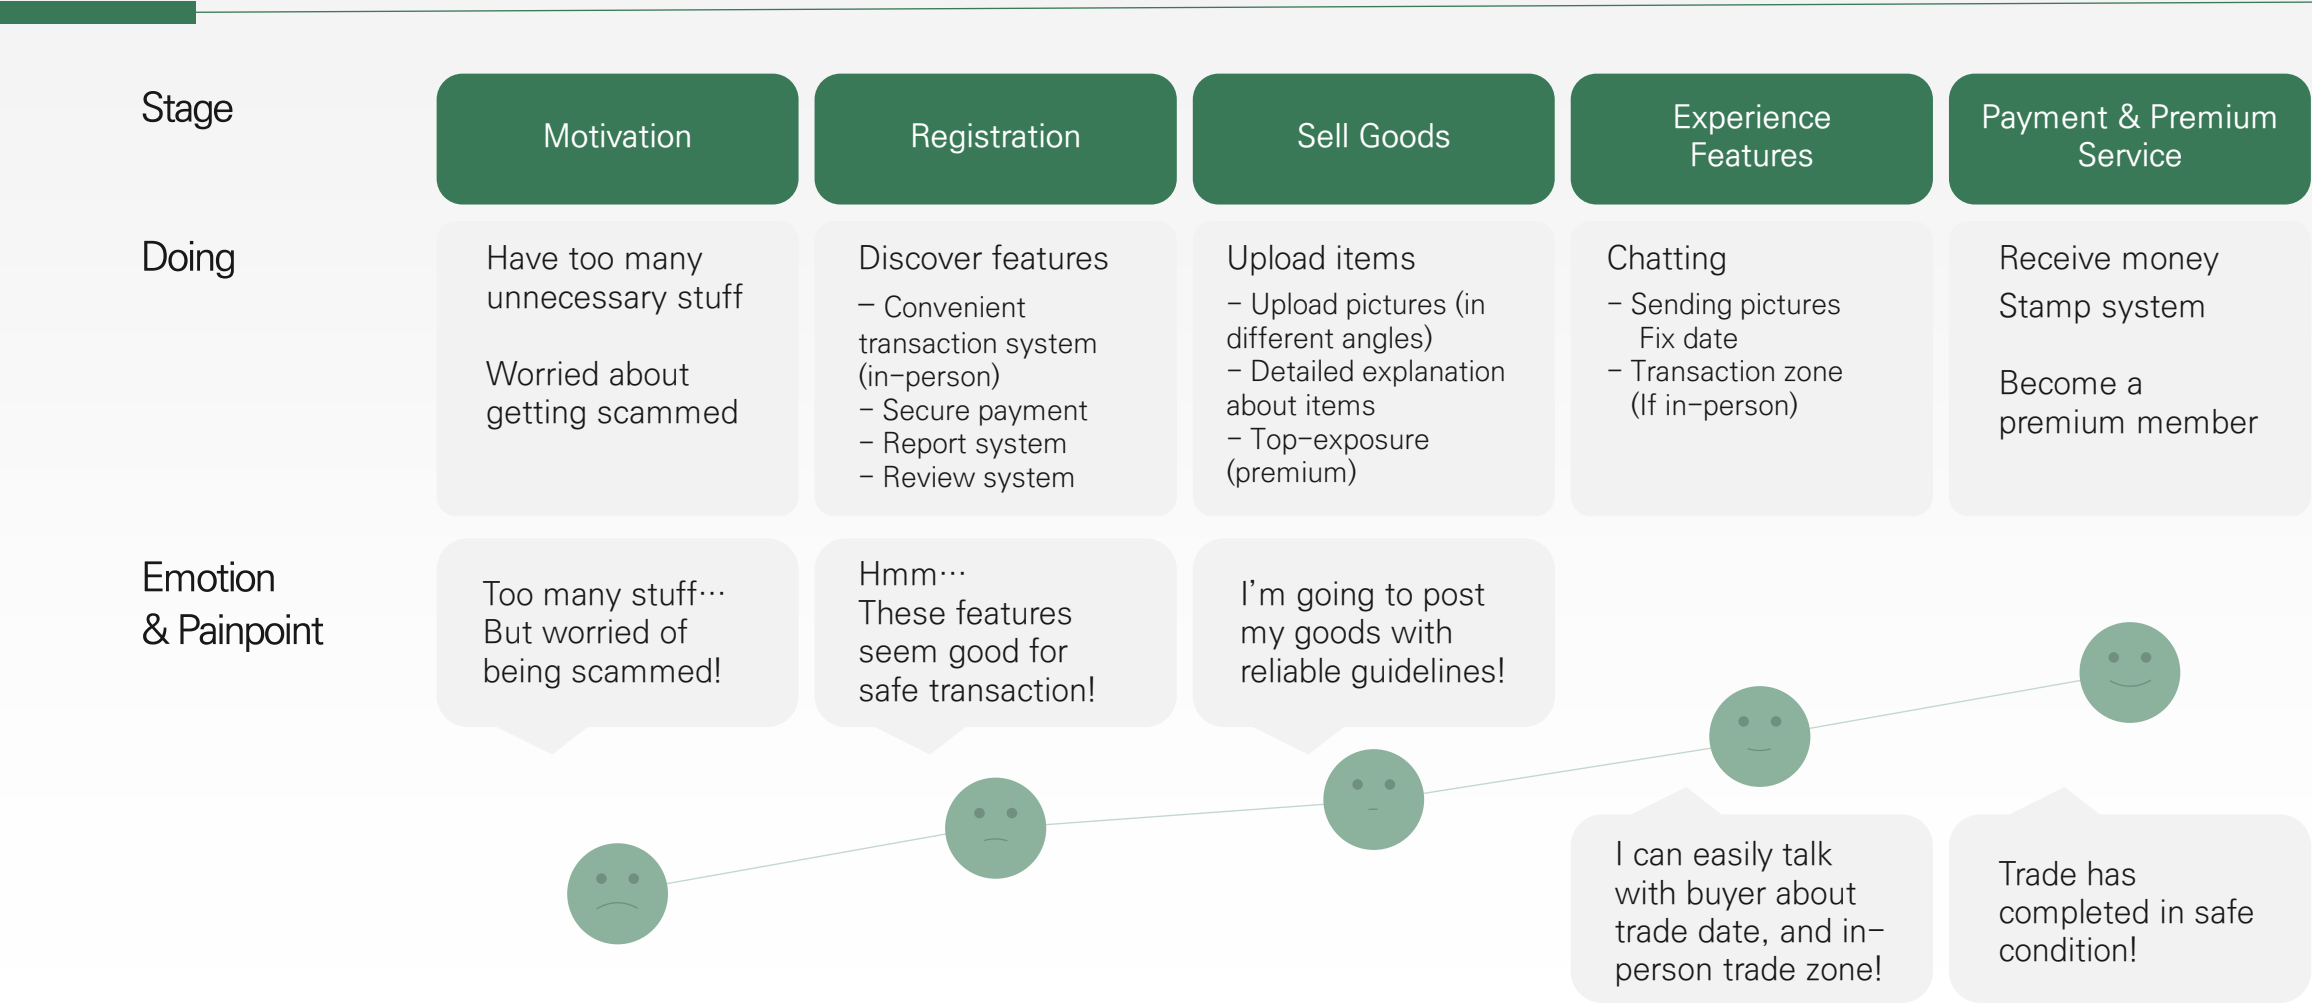 Stage
Motivation
Registration
Sell Goods
Experience
Features
Payment & Premium
Service
Doing
Have too many
unnecessary stuff
Worried about
getting scammed
Discover features
– Convenient
transaction system
(in–person)
– Secure payment
– Report system
– Review system
Upload items
– Upload pictures (in
different angles)
– Detailed explanation
about items
– Top–exposure
(premium)
Chatting
– Sending pictures
Fix date
– Transaction zone
(If in–person)
Receive money
Stamp system
Become a
premium member
Emotion
& Painpoint
Too many stuff…
But worried of
being scammed!
Hmm…
These features
seem good for
safe transaction!
I’m going to post
my goods with
reliable guidelines!
I can easily talk
with buyer about
trade date, and in–
person trade zone!
Trade has
completed in safe
condition!